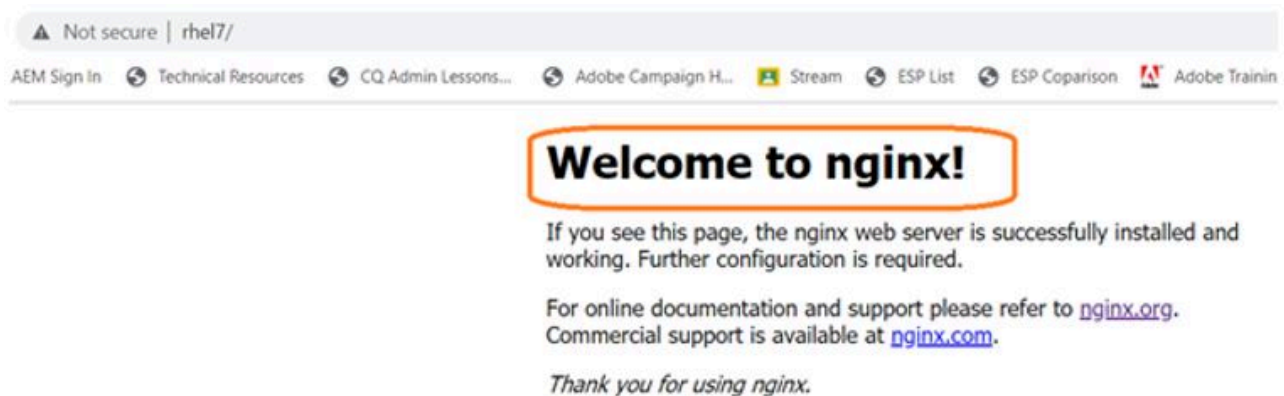 Not secure | rhel7/
AEM Sign In Technical Resources CQ Admin Lessons... Adobe Campaign H... Stream ESP List ESP Coparison Adobe Trainin
Welcome to nginx!
If you see this page, the nginx web server is successfully installed and
working. Further configuration is required.
For online documentation and support please refer to nginx.org.
Commercial support is available at nginx.com.
Thank you for using nginx.